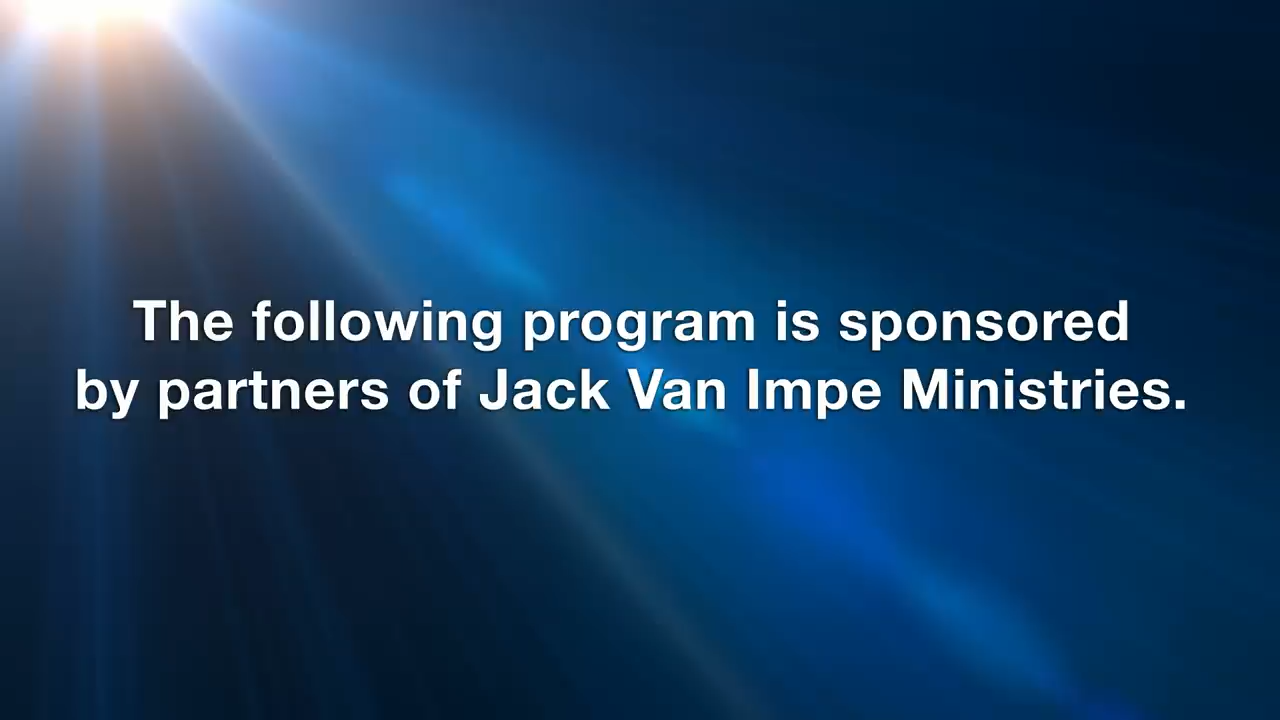 The following program is sponsored
by partners of Jack Van Impe Ministries.